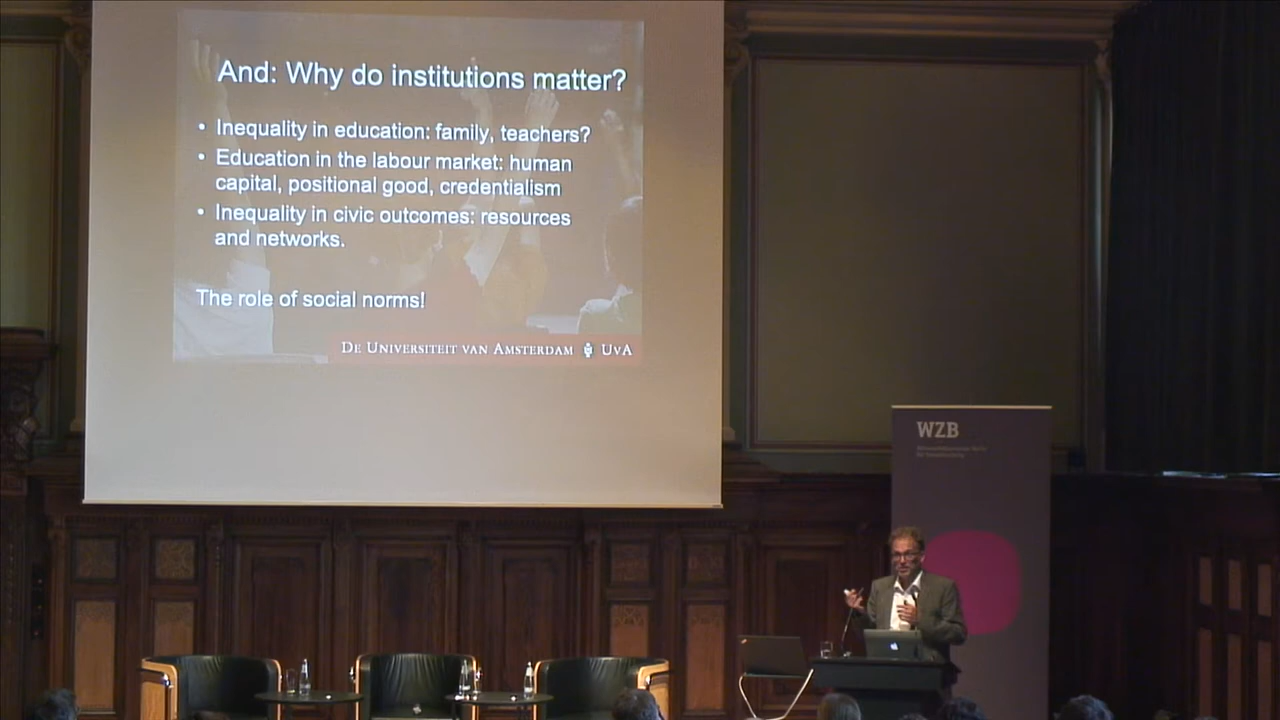 And: Why do institutions matter?
• Inequality in education: family, teachers?
• Education in the labour market: human
capital, positional good, credentialism
• Inequality in civic outcomes: resources
and networks.
The role of social norms!
DE UNIVERSITEIT VAN AMSTERDAM UVA
WZB